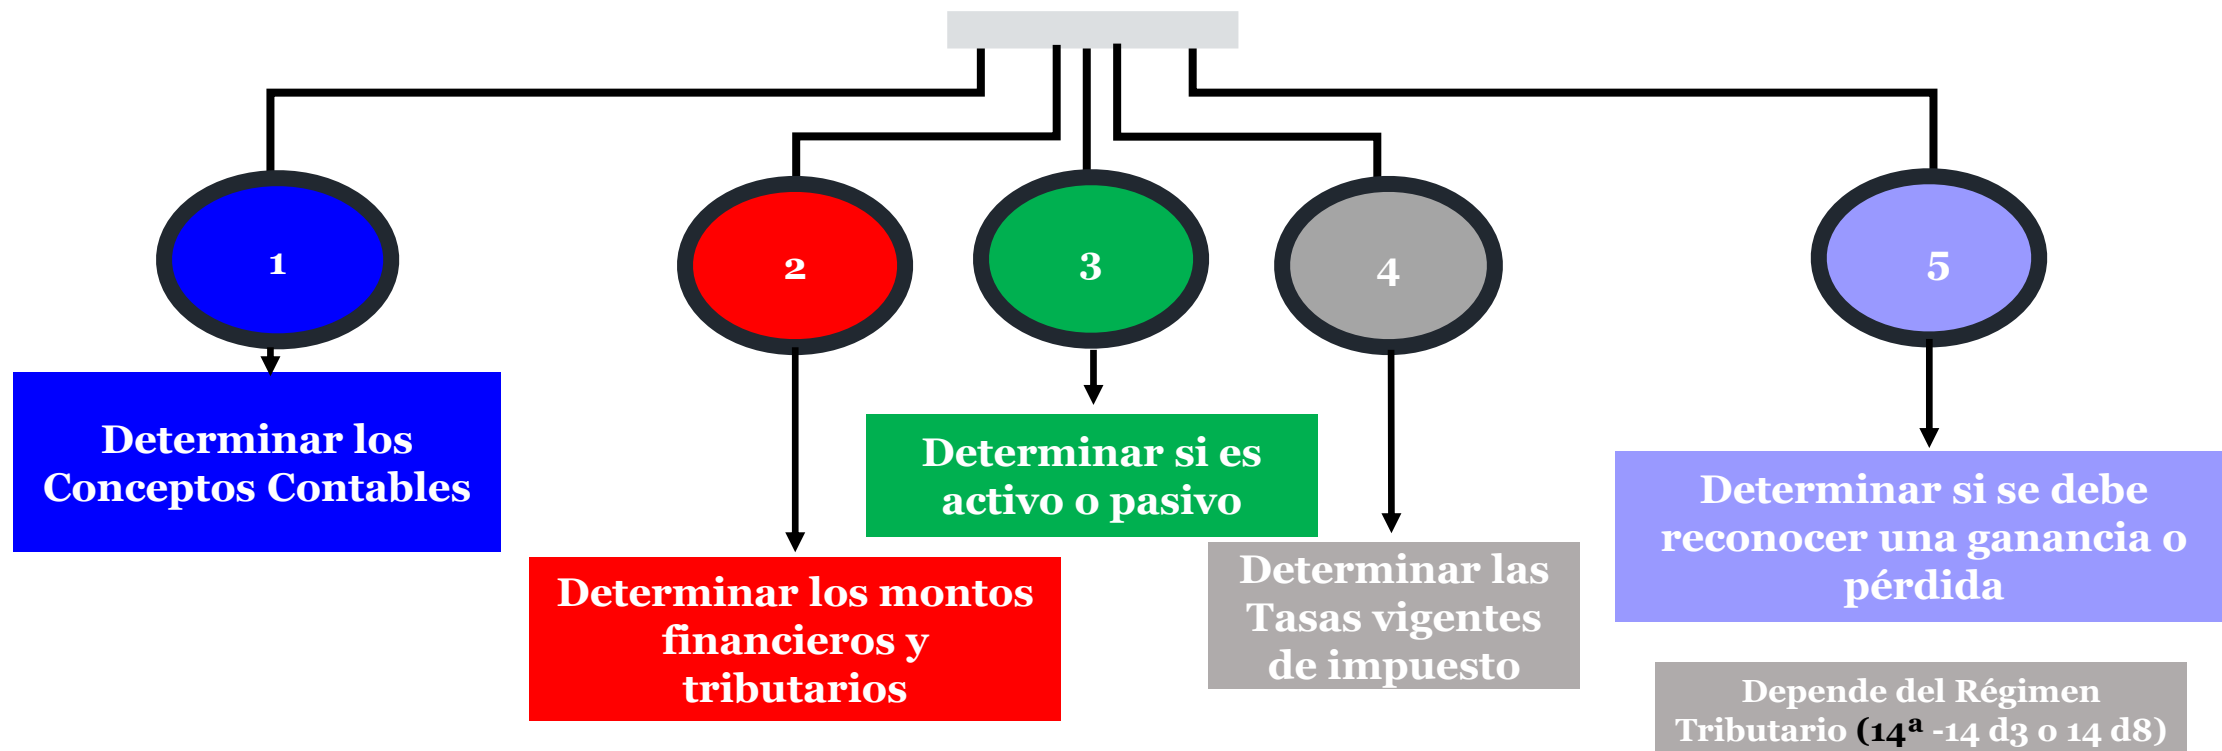 1
2
3
4
5
Determinar los
Conceptos Contables
Determinar los montos
financieros y
tributarios
Determinar si es
activo o pasivo
Determinar las
Tasas vigentes
de impuesto
Determinar si se debe
reconocer una ganancia o
pérdida
Depende del Régimen
Tributario (14ª -14 d3 o 14 d8)